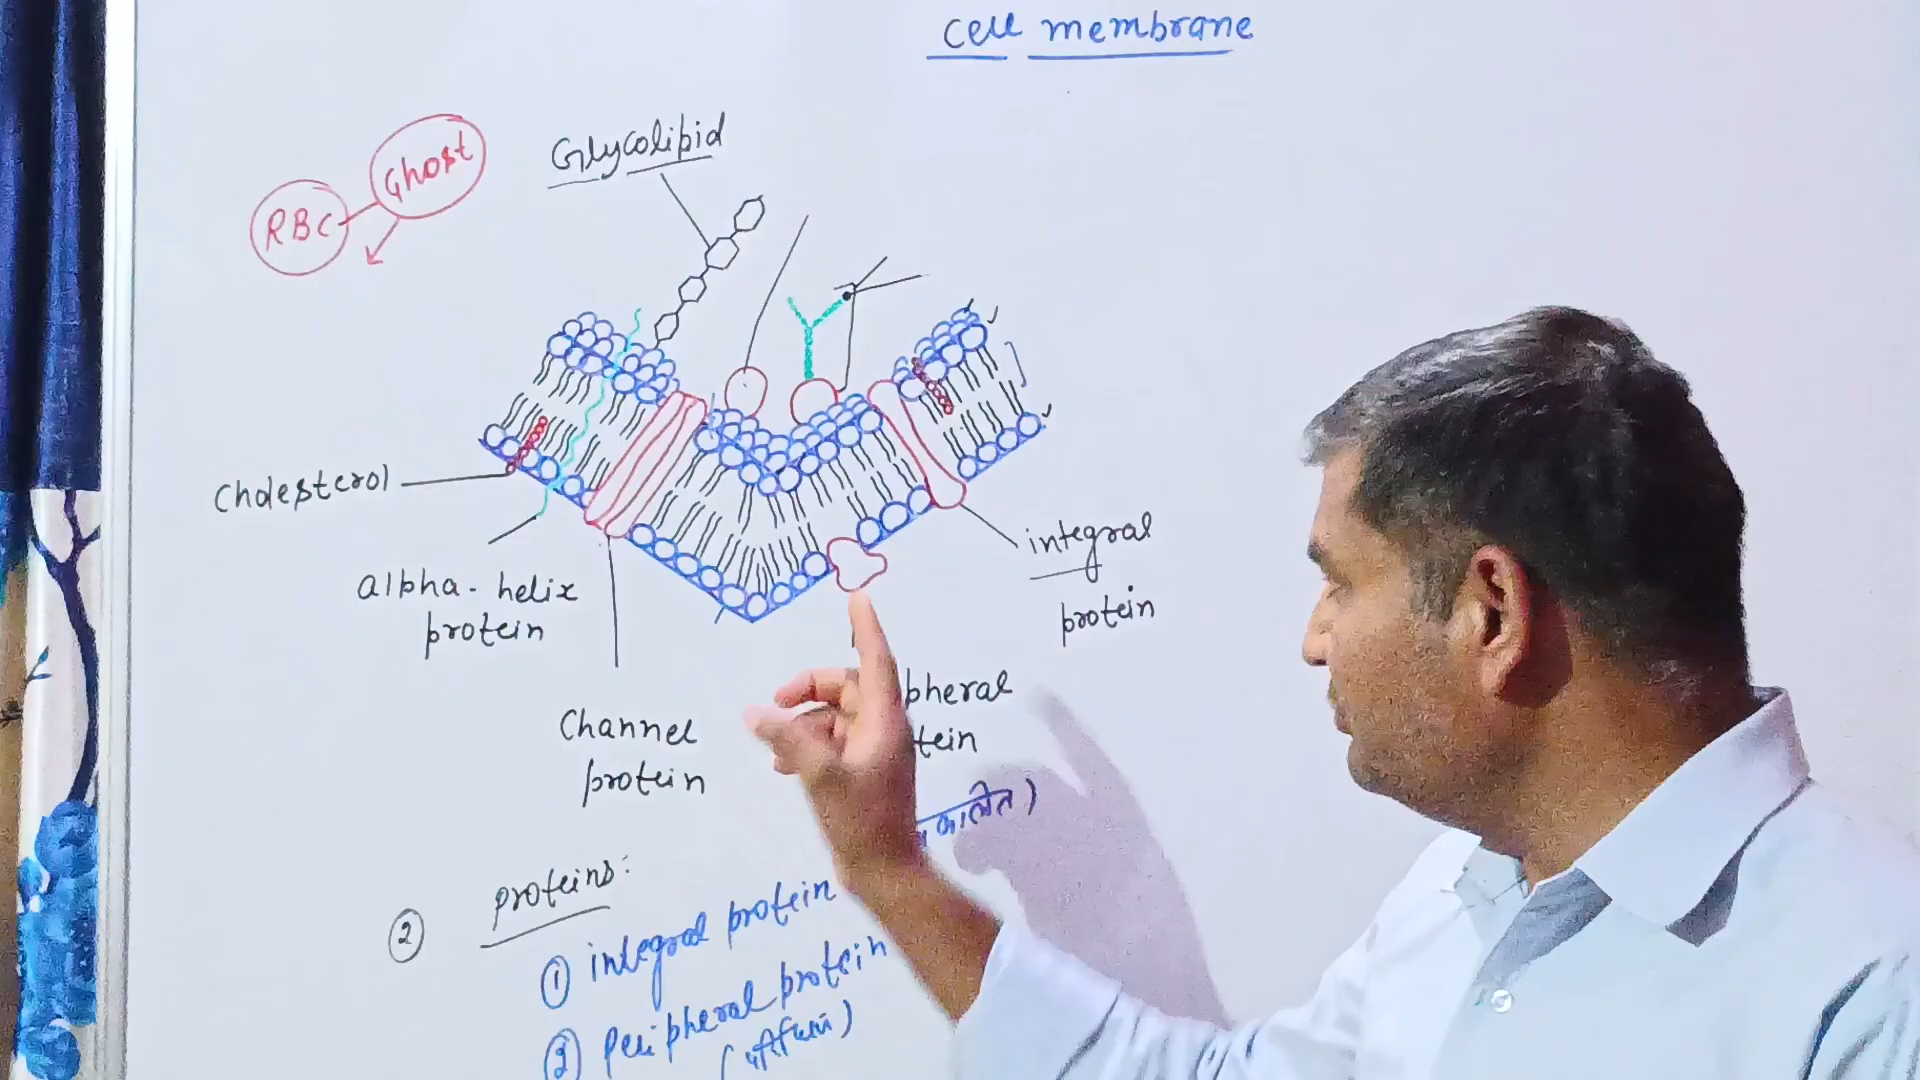 Cell membrane
Glycolipid
Ghost
RBC
Cholesterol
integral
protein
alpha-helix
protein
pheral
tein
Channel
protein
② proteins:
① integral protein
② peripheral protein